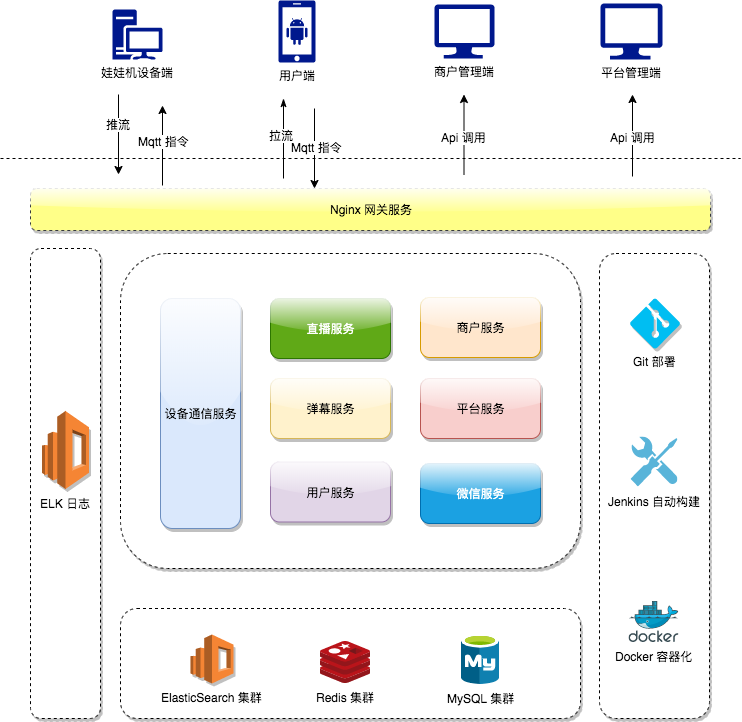 娃娃机设备端
用户端
商户管理端
平台管理端
推流
Mqtt 指令
拉流
Mqtt 指令
Api 调用
Api 调用
Nginx 网关服务
设备通信服务
直播服务
商户服务
弹幕服务
平台服务
用户服务
微信服务
ELK 日志
Git 部署
Jenkins 自动构建
docker
Docker 容器化
My
ElasticSearch 集群
Redis 集群
MySQL 集群